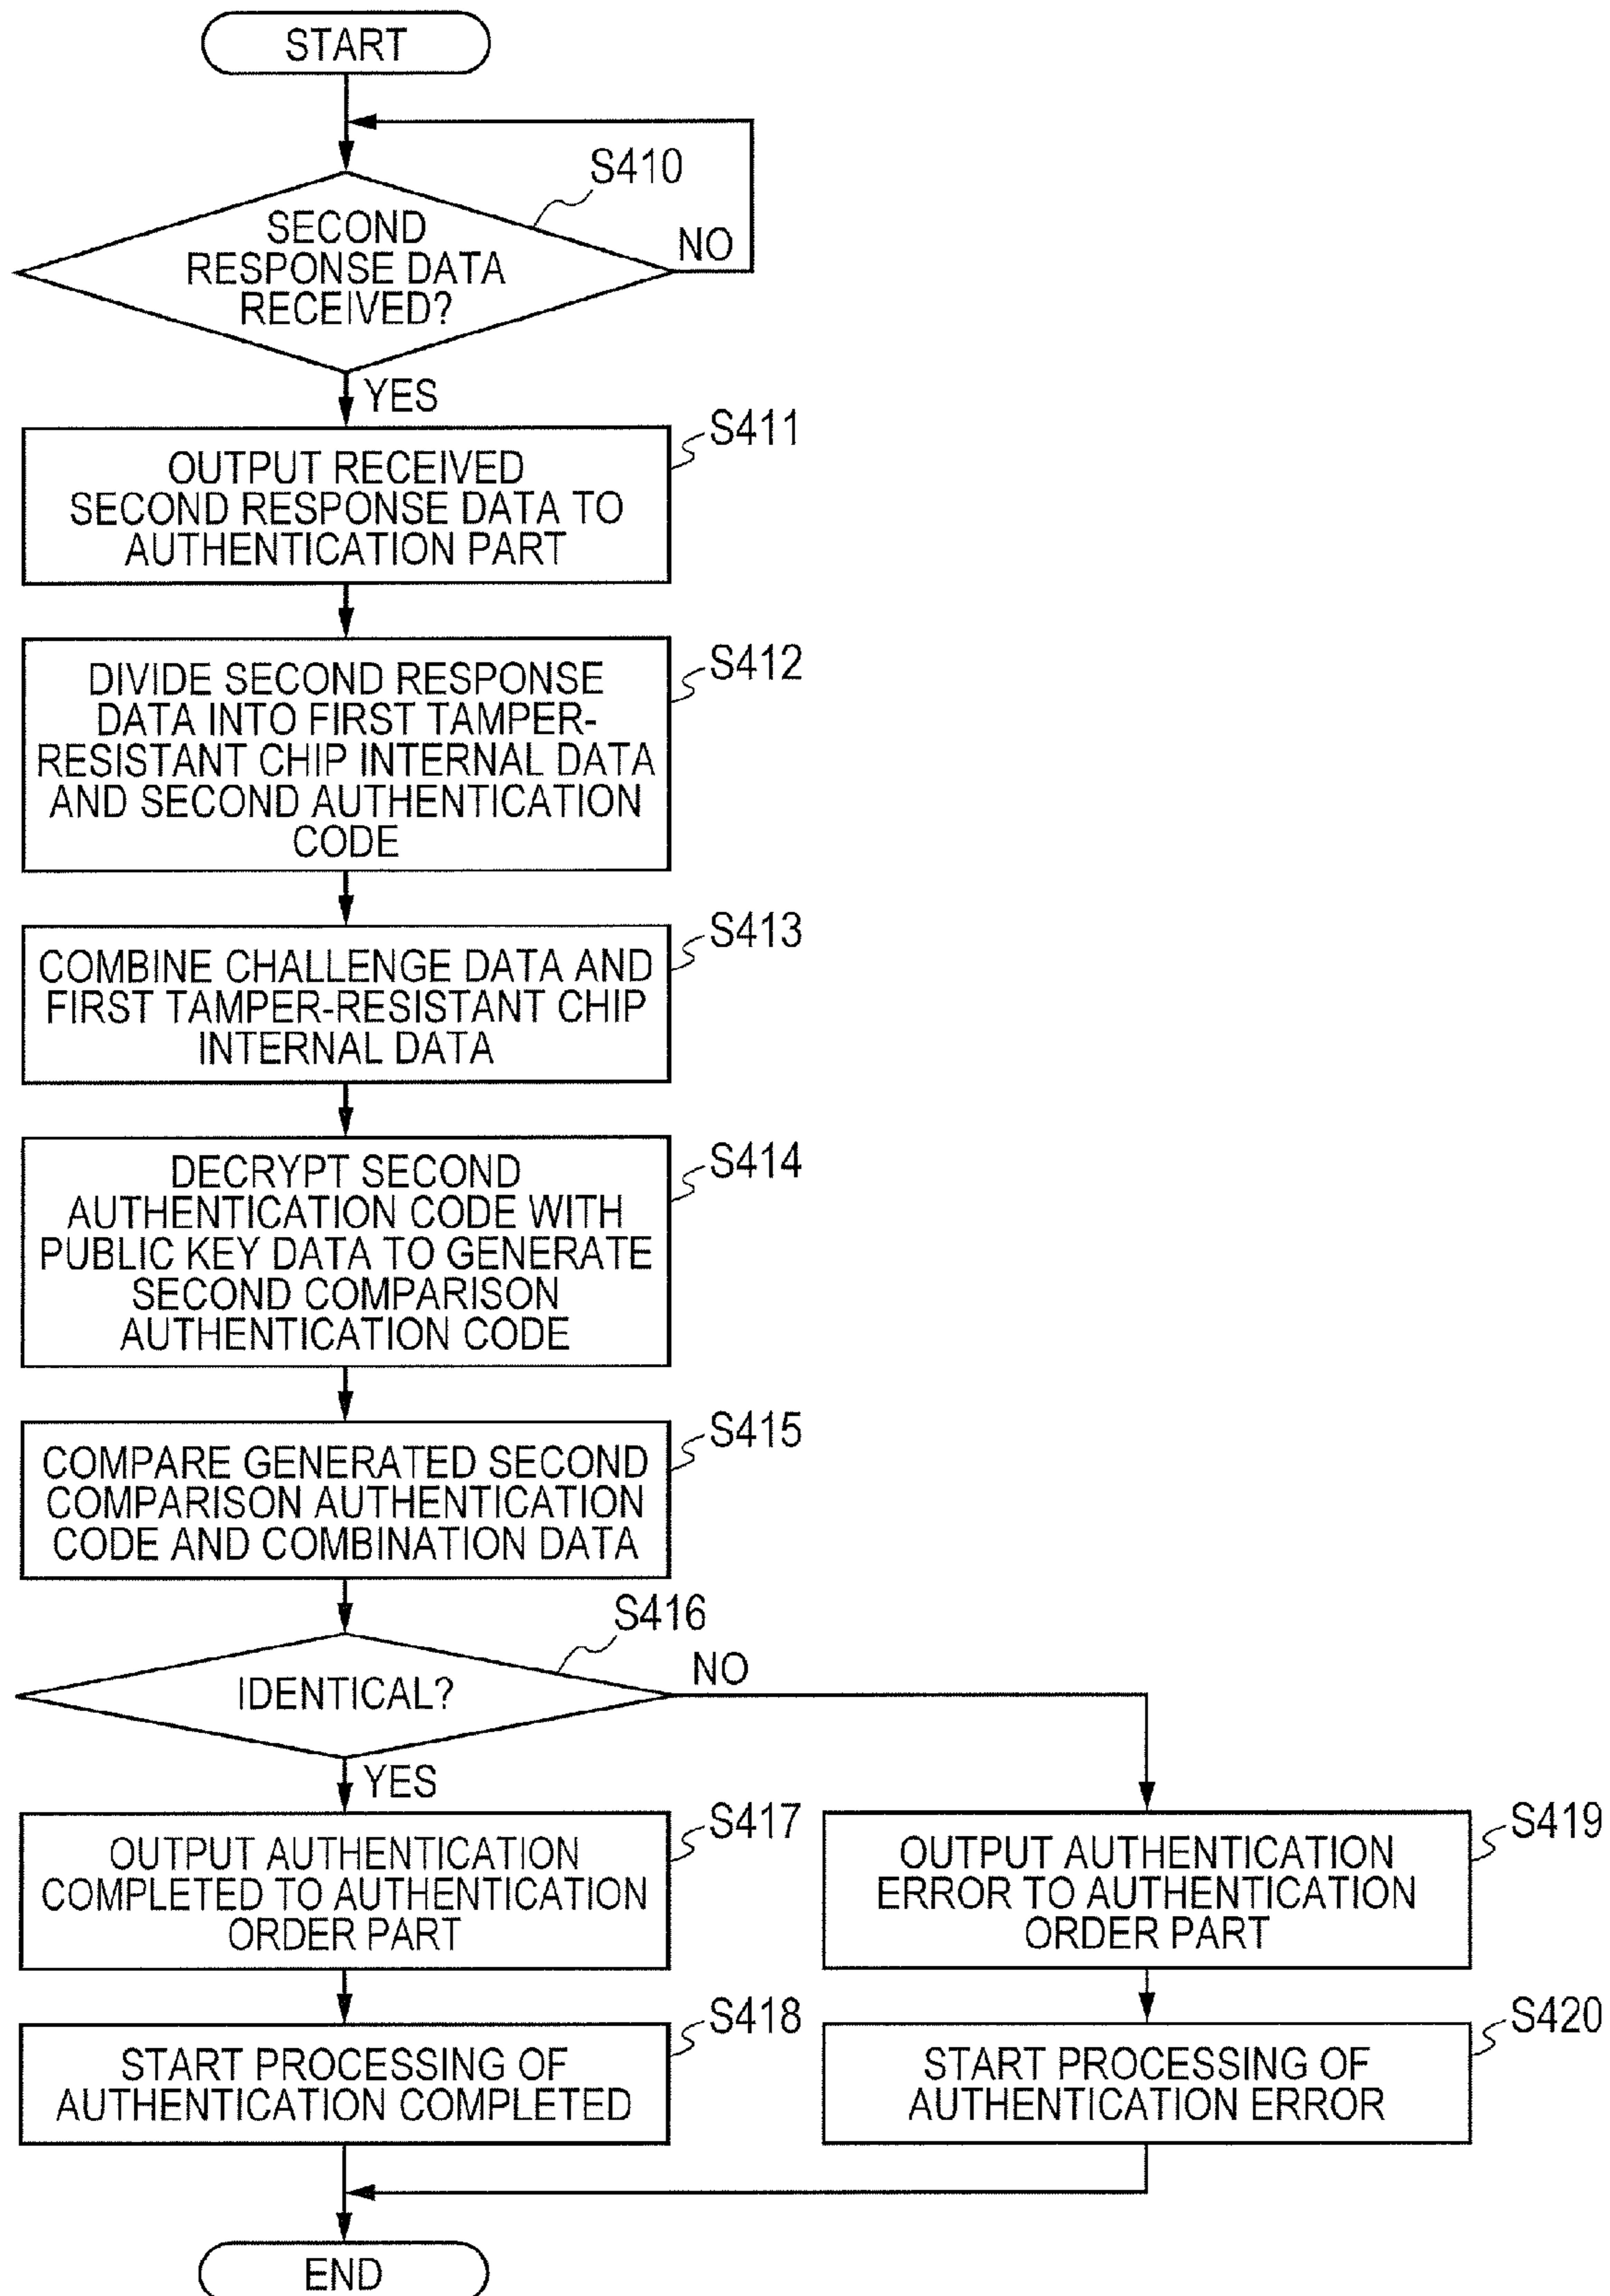 START
S410
SECOND
RESPONSE DATA
RECEIVED?
NO
YES
S411
OUTPUT RECEIVED
SECOND RESPONSE DATA TO
AUTHENTICATION PART
S412
DIVIDE SECOND RESPONSE
DATA INTO FIRST TAMPER-
RESISTANT CHIP INTERNAL DATA
AND SECOND AUTHENTICATION
CODE
S413
COMBINE CHALLENGE DATA AND
FIRST TAMPER-RESISTANT CHIP
INTERNAL DATA
S414
DECRYPT SECOND
AUTHENTICATION CODE WITH
PUBLIC KEY DATA TO GENERATE
SECOND COMPARISON
AUTHENTICATION CODE
S415
COMPARE GENERATED SECOND
COMPARISON AUTHENTICATION
CODE AND COMBINATION DATA
S416
IDENTICAL?
NO
YES
S417
OUTPUT AUTHENTICATION
COMPLETED TO AUTHENTICATION
ORDER PART
S419
OUTPUT AUTHENTICATION
ERROR TO AUTHENTICATION
ORDER PART
S418
START PROCESSING OF
AUTHENTICATION COMPLETED
S420
START PROCESSING OF
AUTHENTICATION ERROR
END